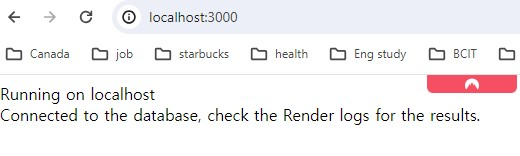 localhost:3000
Canada job starbucks health Eng study BCIT
Running on localhost
Connected to the database, check the Render logs for the results.